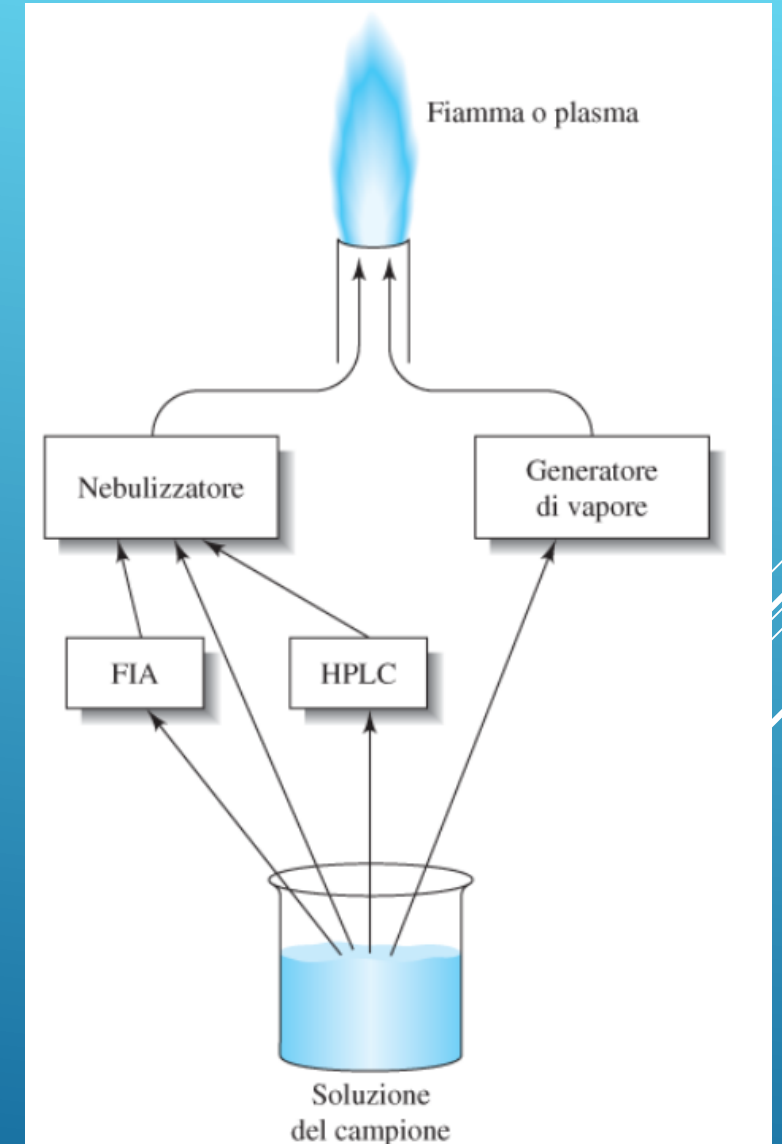 Fiamma o plasma
Nebulizzatore
Generatore
di vapore
FIA
HPLC
Soluzione
del campione